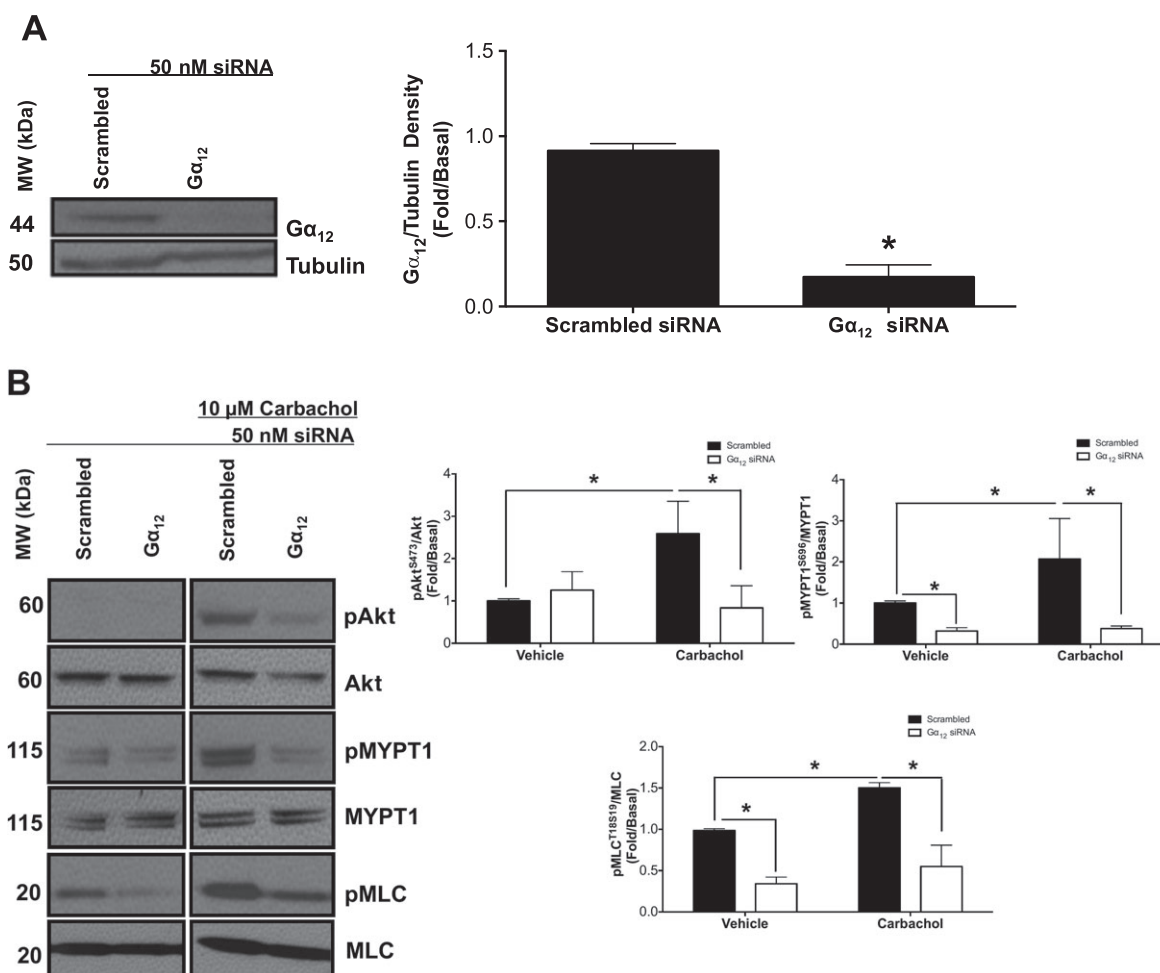 A
50 nM siRNA
MW (kDa)
Scrambled
Gα12
44
Gα12
50
Tubulin
Gα12/Tubulin Density
(Fold/Basal)
1.5
1.0
0.5
0.0
*
Scrambled siRNA
Gα12 siRNA
B
10 µM Carbachol
50 nM siRNA
MW (kDa)
Scrambled
Gα12
Scrambled
Gα12
60
pAkt
60
Akt
115
pMYPT1
115
MYPT1
20
pMLC
20
MLC
Scrambled
Gα12 siRNA
pAktS473/Akt
(Fold/Basal)
4
3
2
1
0
*
*
Vehicle
Carbachol
Scrambled
Gα12 siRNA
pMYPT1S696/MYPT1
(Fold/Basal)
4
3
2
1
0
*
*
*
Vehicle
Carbachol
Scrambled
Gα12 siRNA
pMLCT18S19/MLC
(Fold/Basal)
2.0
1.5
1.0
0.5
0.0
*
*
*
Vehicle
Carbachol